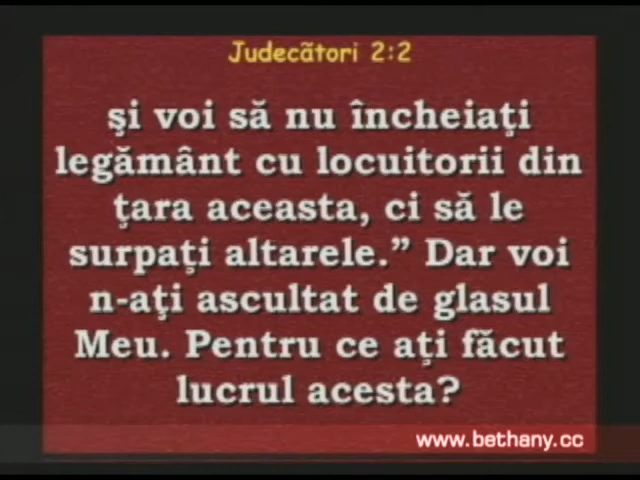 Judecãtori 2:2
şi voi să nu încheiaţi
legământ cu locuitorii din
ţara aceasta, ci să le
surpaţi altarele.” Dar voi
n-aţi ascultat de glasul
Meu. Pentru ce aţi făcut
lucrul acesta?
www.bethany.cc